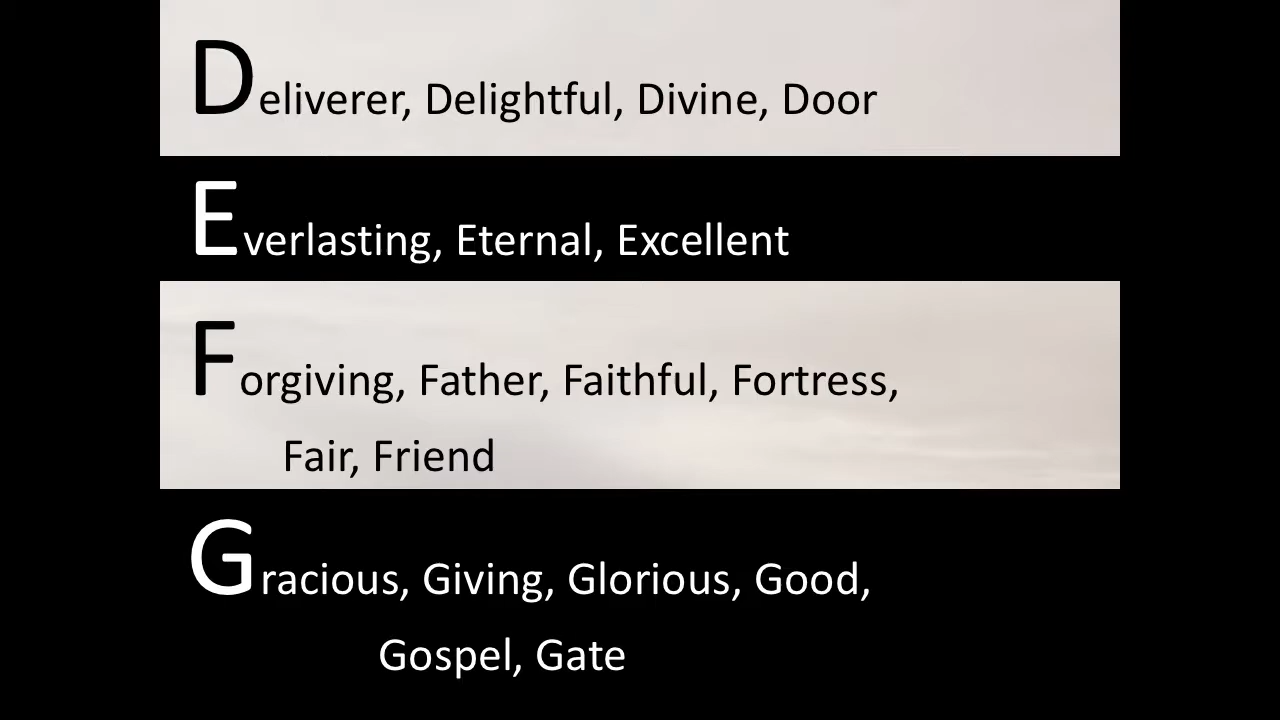 Deliverer, Delightful, Divine, Door
Everlasting, Eternal, Excellent
Forgiving, Father, Faithful, Fortress,
Fair, Friend
Gracious, Giving, Glorious, Good,
Gospel, Gate